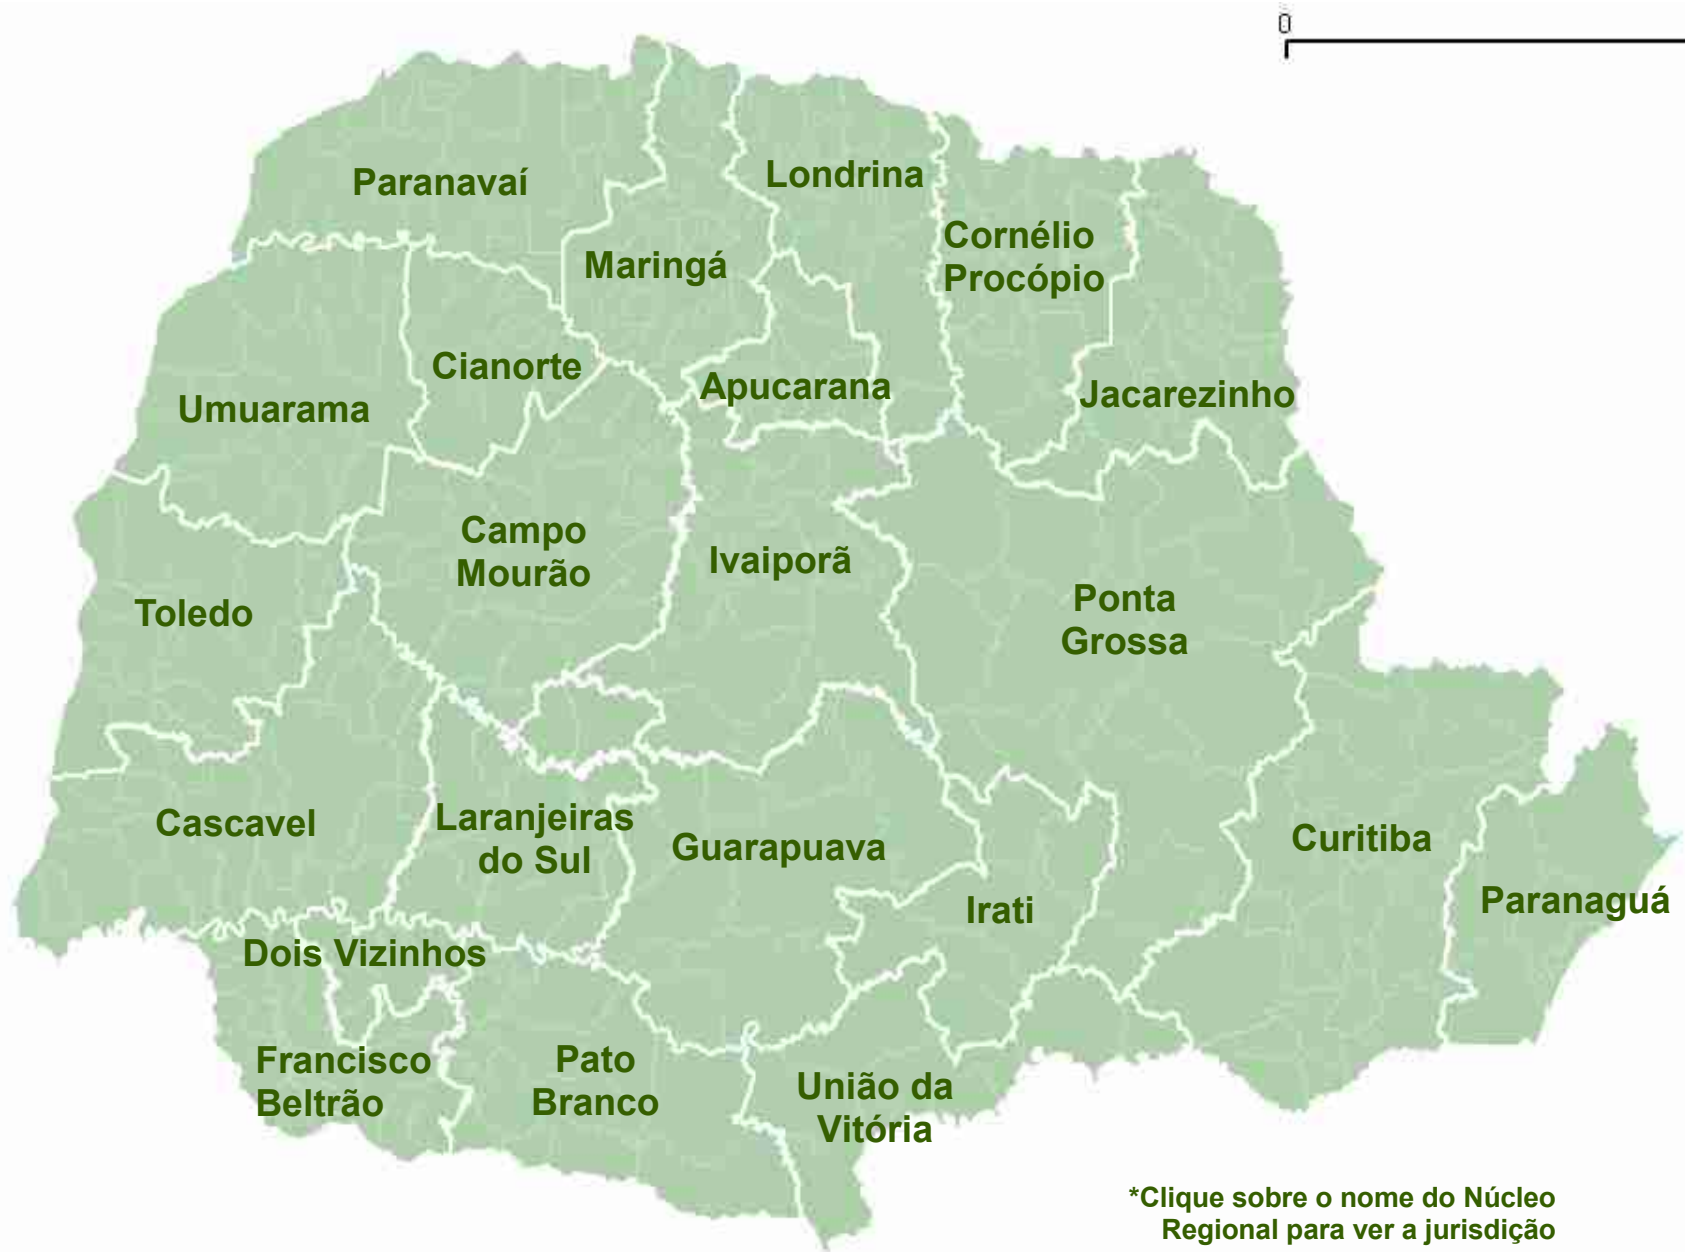 0
Paranavaí
Londrina
Maringá
Cornélio
Procópio
Cianorte
Apucarana
Umuarama
Jacarezinho
Campo
Mourão
Ivaiporã
Toledo
Ponta
Grossa
Cascavel
Laranjeiras
do Sul
Guarapuava
Curitiba
Irati
Paranaguá
Dois Vizinhos
Francisco
Beltrão
Pato
Branco
União da
Vitória
*Clique sobre o nome do Núcleo
Regional para ver a jurisdição